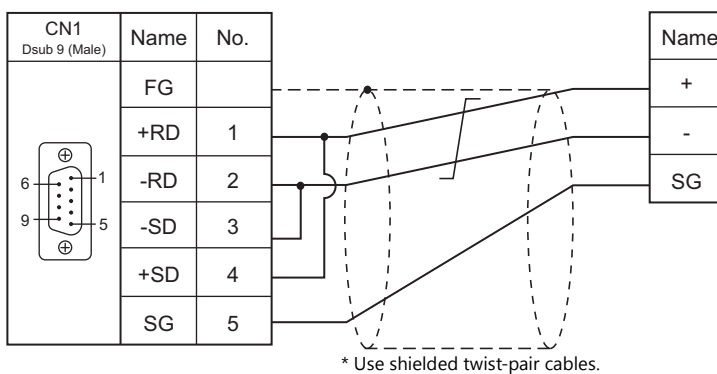 CN1
Dsub 9 (Male)
Name No.
Name
FG
+
+RD 1
-
-RD 2
SG
6
1
9
5
-SD 3
+SD 4
SG 5
* Use shielded twist-pair cables.